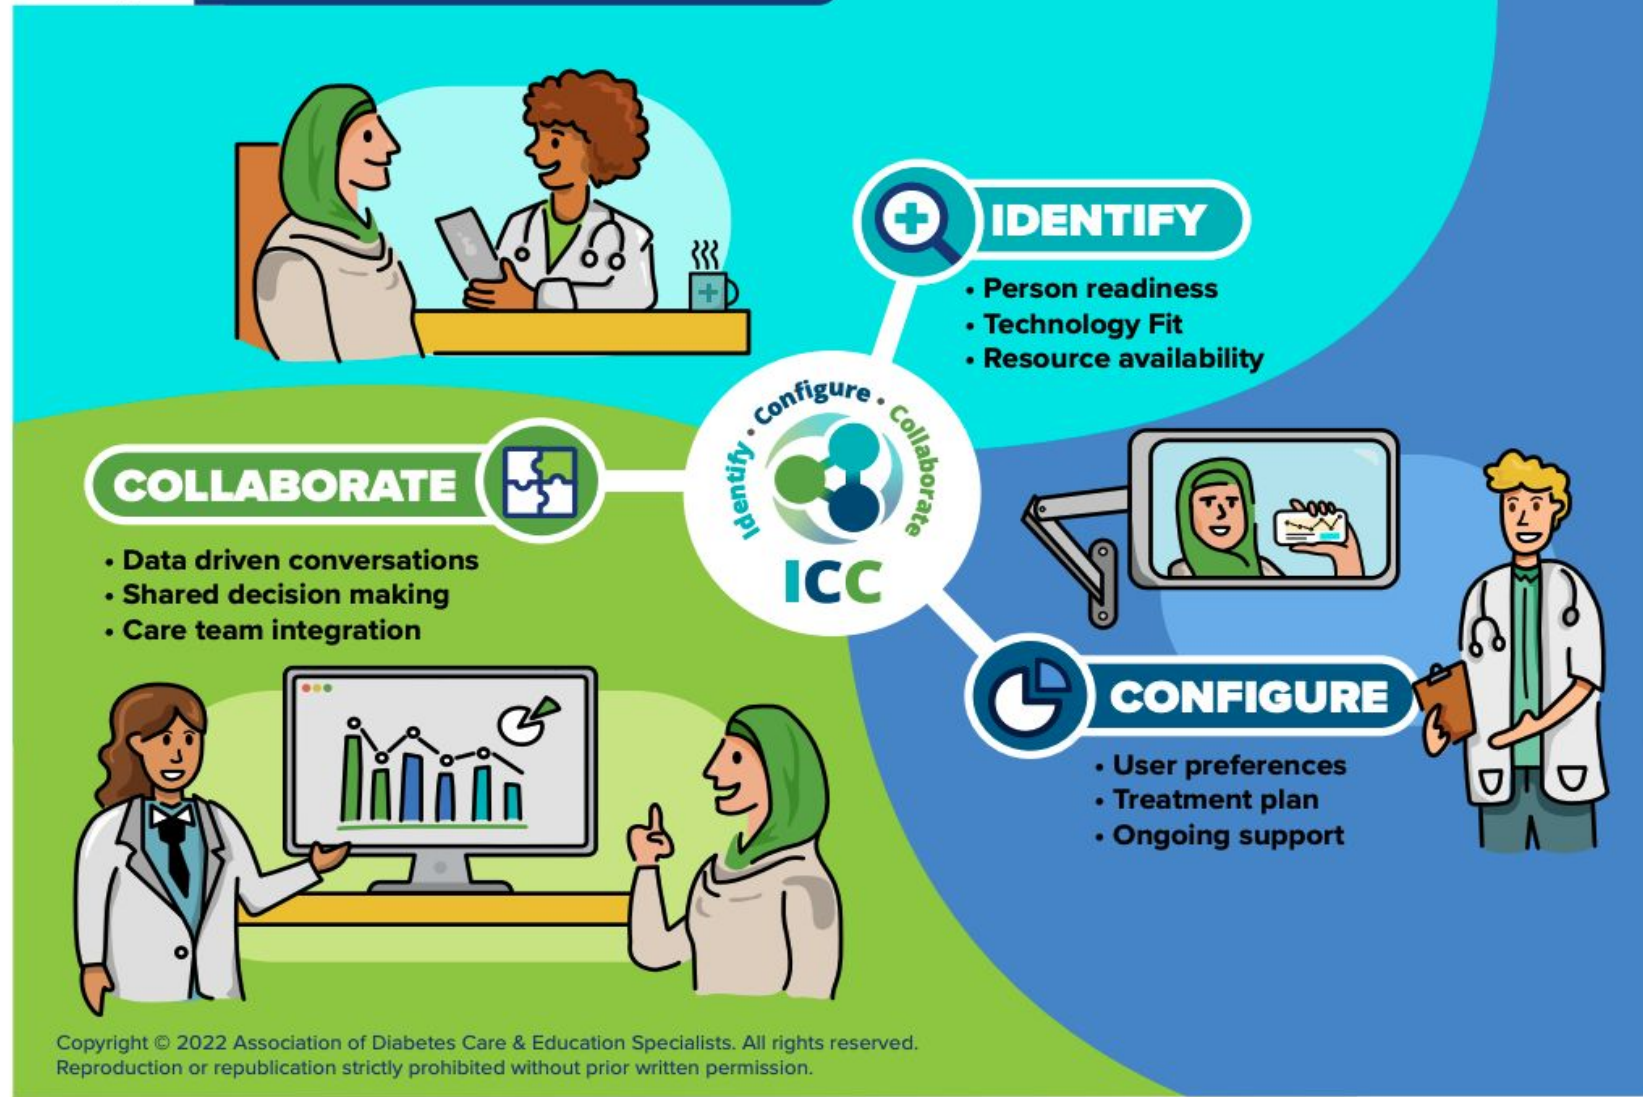 IDENTIFY
• Person readiness
• Technology Fit
• Resource availability
Identify • Configure • Collaborate
ICC
COLLABORATE
• Data driven conversations
• Shared decision making
• Care team integration
CONFIGURE
• User preferences
• Treatment plan
• Ongoing support
Copyright © 2022 Association of Diabetes Care & Education Specialists. All rights reserved.
Reproduction or republication strictly prohibited without prior written permission.